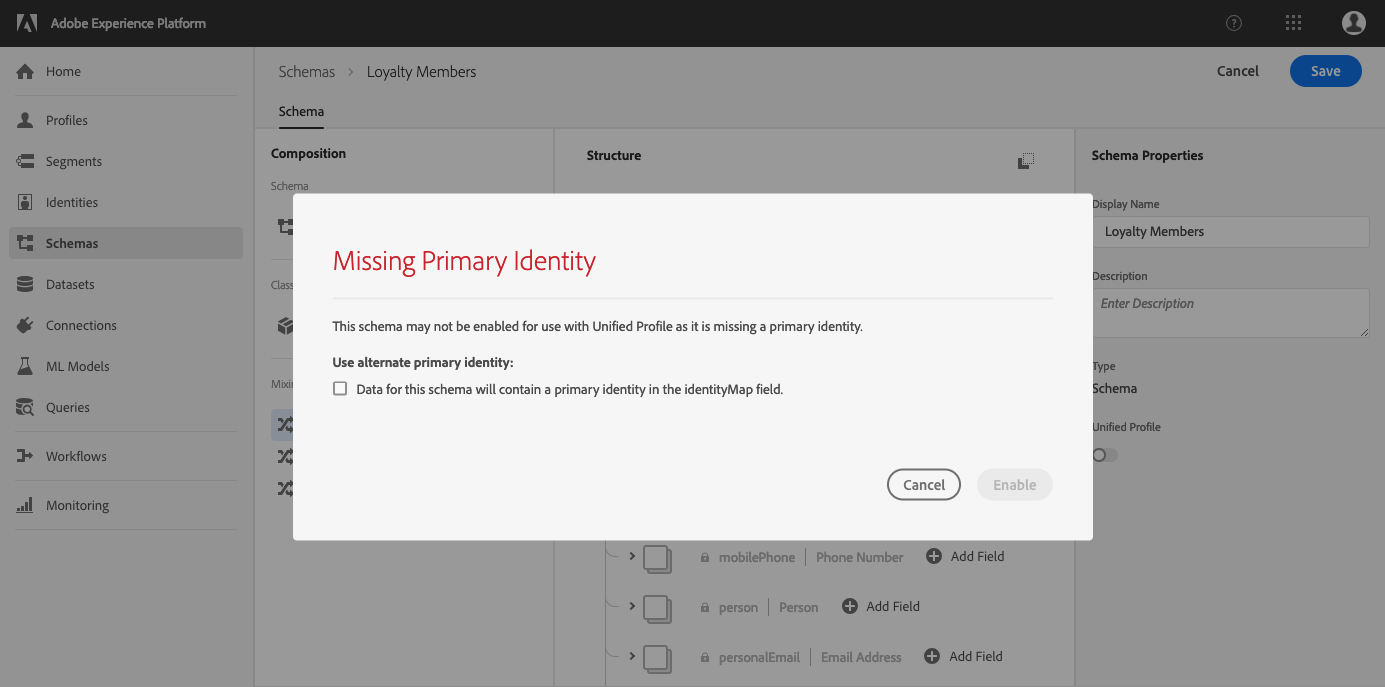 Adobe Experience Platform
Home
Profiles
Segments
Identities
Schemas
Datasets
Connections
ML Models
Queries
Workflows
Monitoring
Schemas > Loyalty Members
Cancel
Save
Schema
Composition
Schema
Structure
Schema Properties
Display Name
Loyalty Members
Description
Enter Description
Type
Schema
Unified Profile
Missing Primary Identity
This schema may not be enabled for use with Unified Profile as it is missing a primary identity.
Use alternate primary identity:
Data for this schema will contain a primary identity in the identityMap field.
Cancel
Enable
mobilePhone | Phone Number Add Field
person | Person Add Field
personalEmail | Email Address Add Field